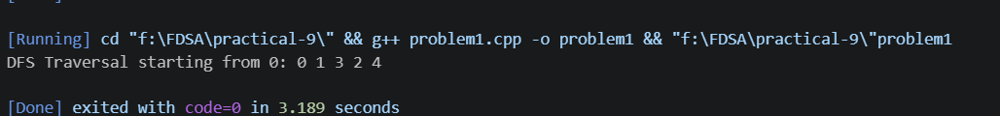 [Running] cd "f:\FDSA\practical-9\" && g++ problem1.cpp -o problem1 && "f:\FDSA\practical-9\"problem1
DFS Traversal starting from 0: 0 1 3 2 4
[Done] exited with code=0 in 3.189 seconds